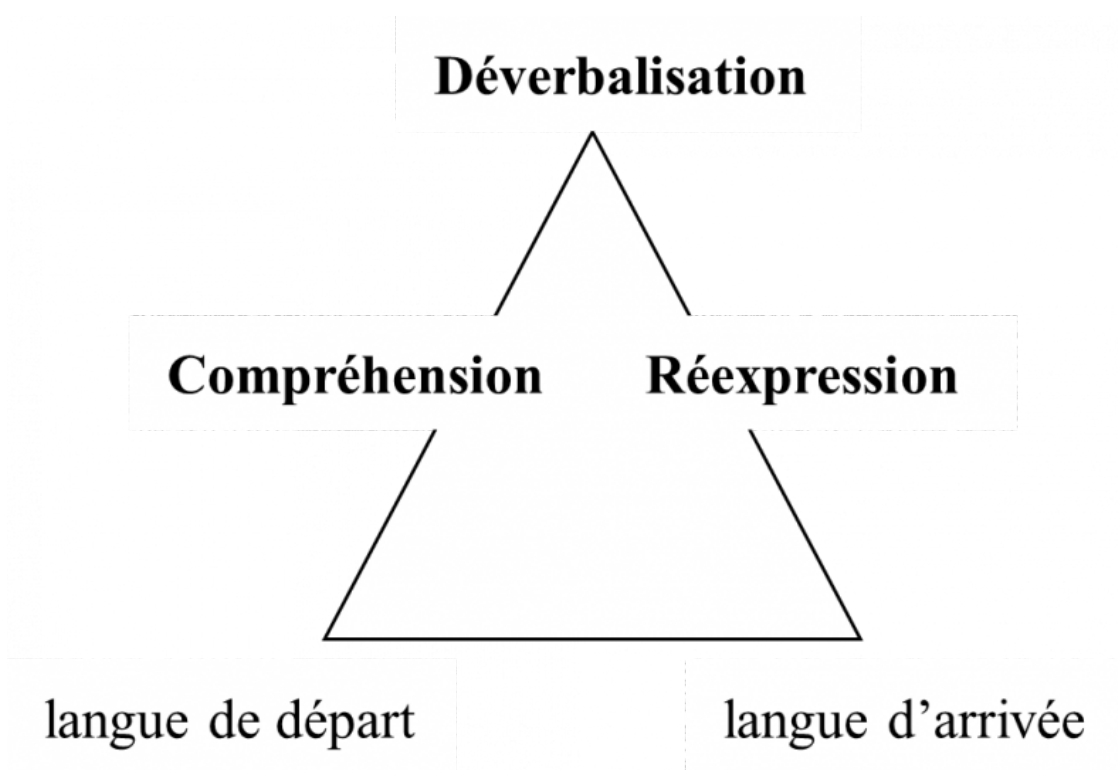 Déverbalisation
Compréhension Réexpression
langue de départ langue d’arrivée